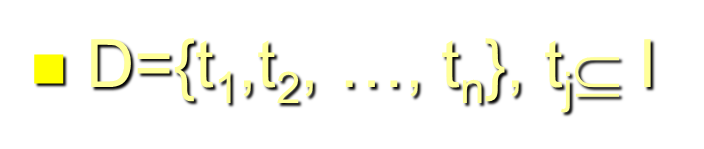 ■ D={t₁,t₂, …, tₙ}, tⱼ⊆ I